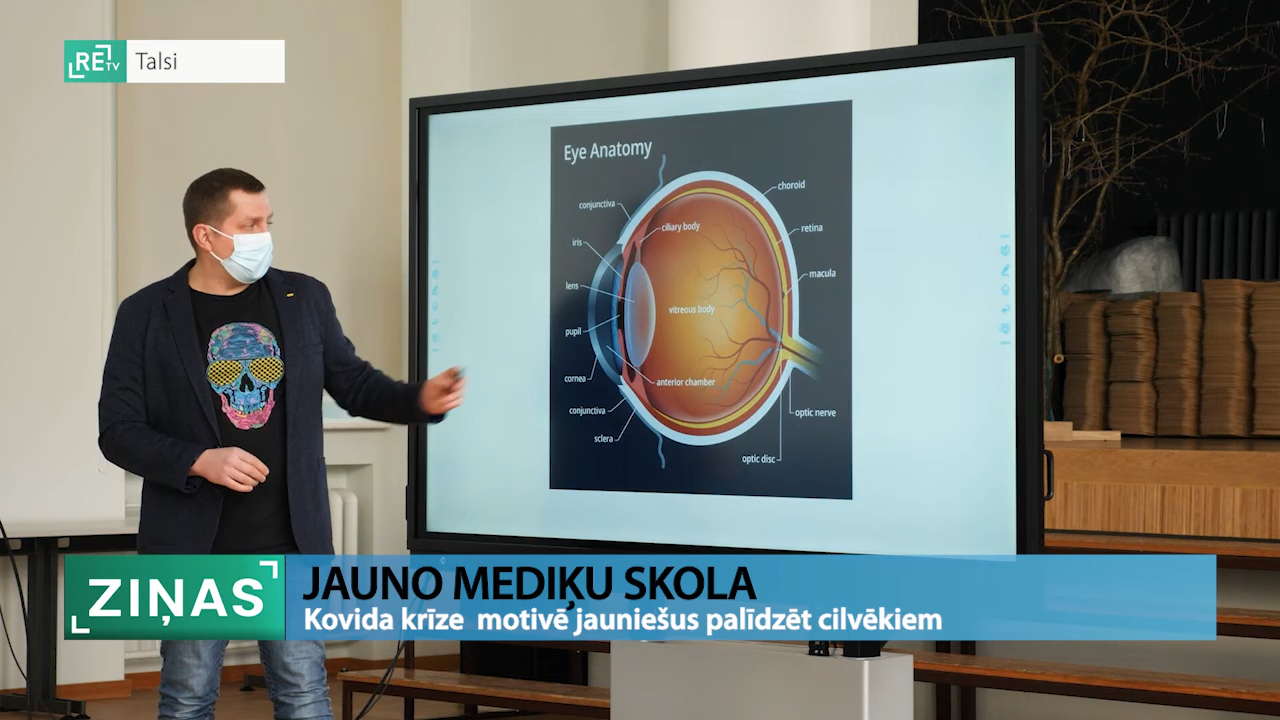 RE TV Talsi
Eye Anatomy
conjunctiva
iris
lens
pupil
cornea
conjunctiva
sclera
ciliary body
vitreous body
anterior chamber
choroid
retina
macula
optic nerve
optic disc
ZIŅAS
JAUNO MEDIĶU SKOLA
Kovida krīze motivē jauniešus palīdzēt cilvēkiem